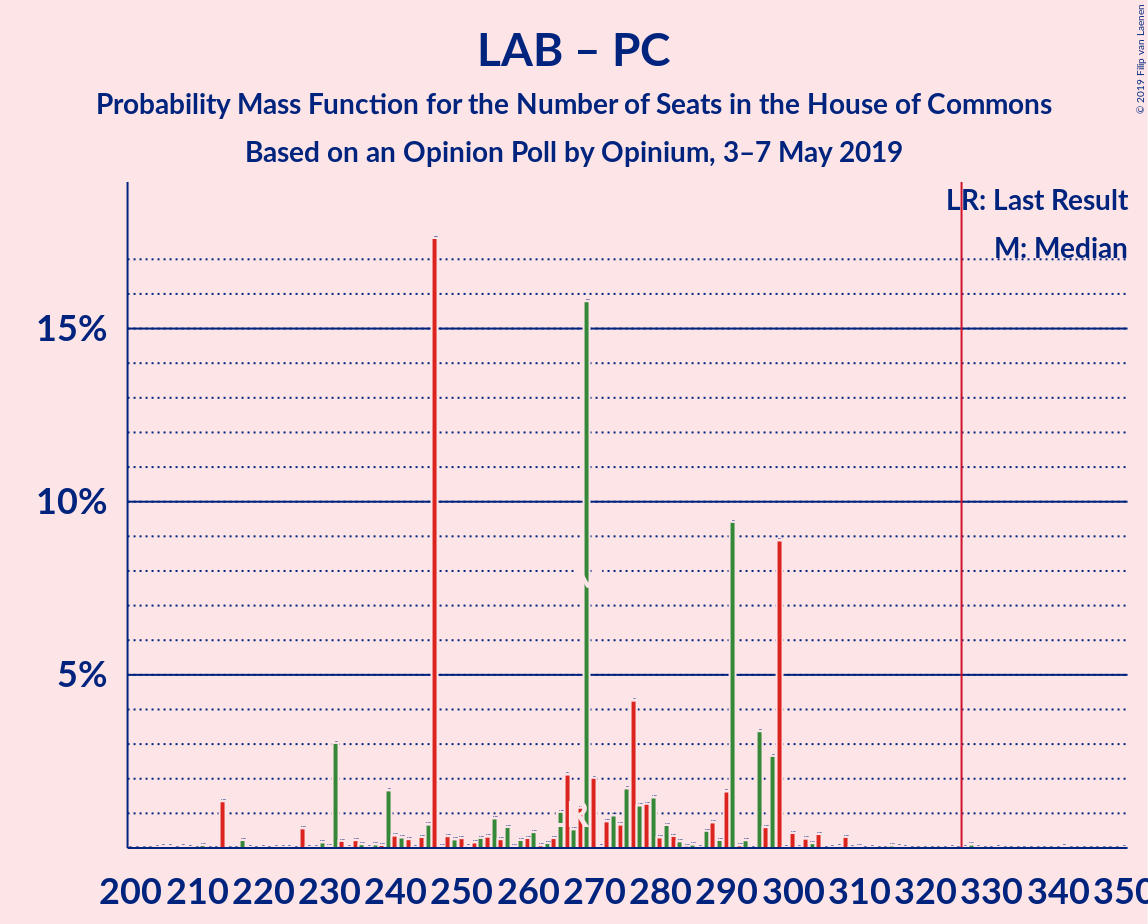 LAB – PC
Probability Mass Function for the Number of Seats in the House of Commons
Based on an Opinion Poll by Opinium, 3–7 May 2019
© 2019 Filip van Laenen
LR: Last Result
M: Median
15%
10%
5%
200 210 220 230 240 250 260 270 280 290 300 310 320 330 340 350